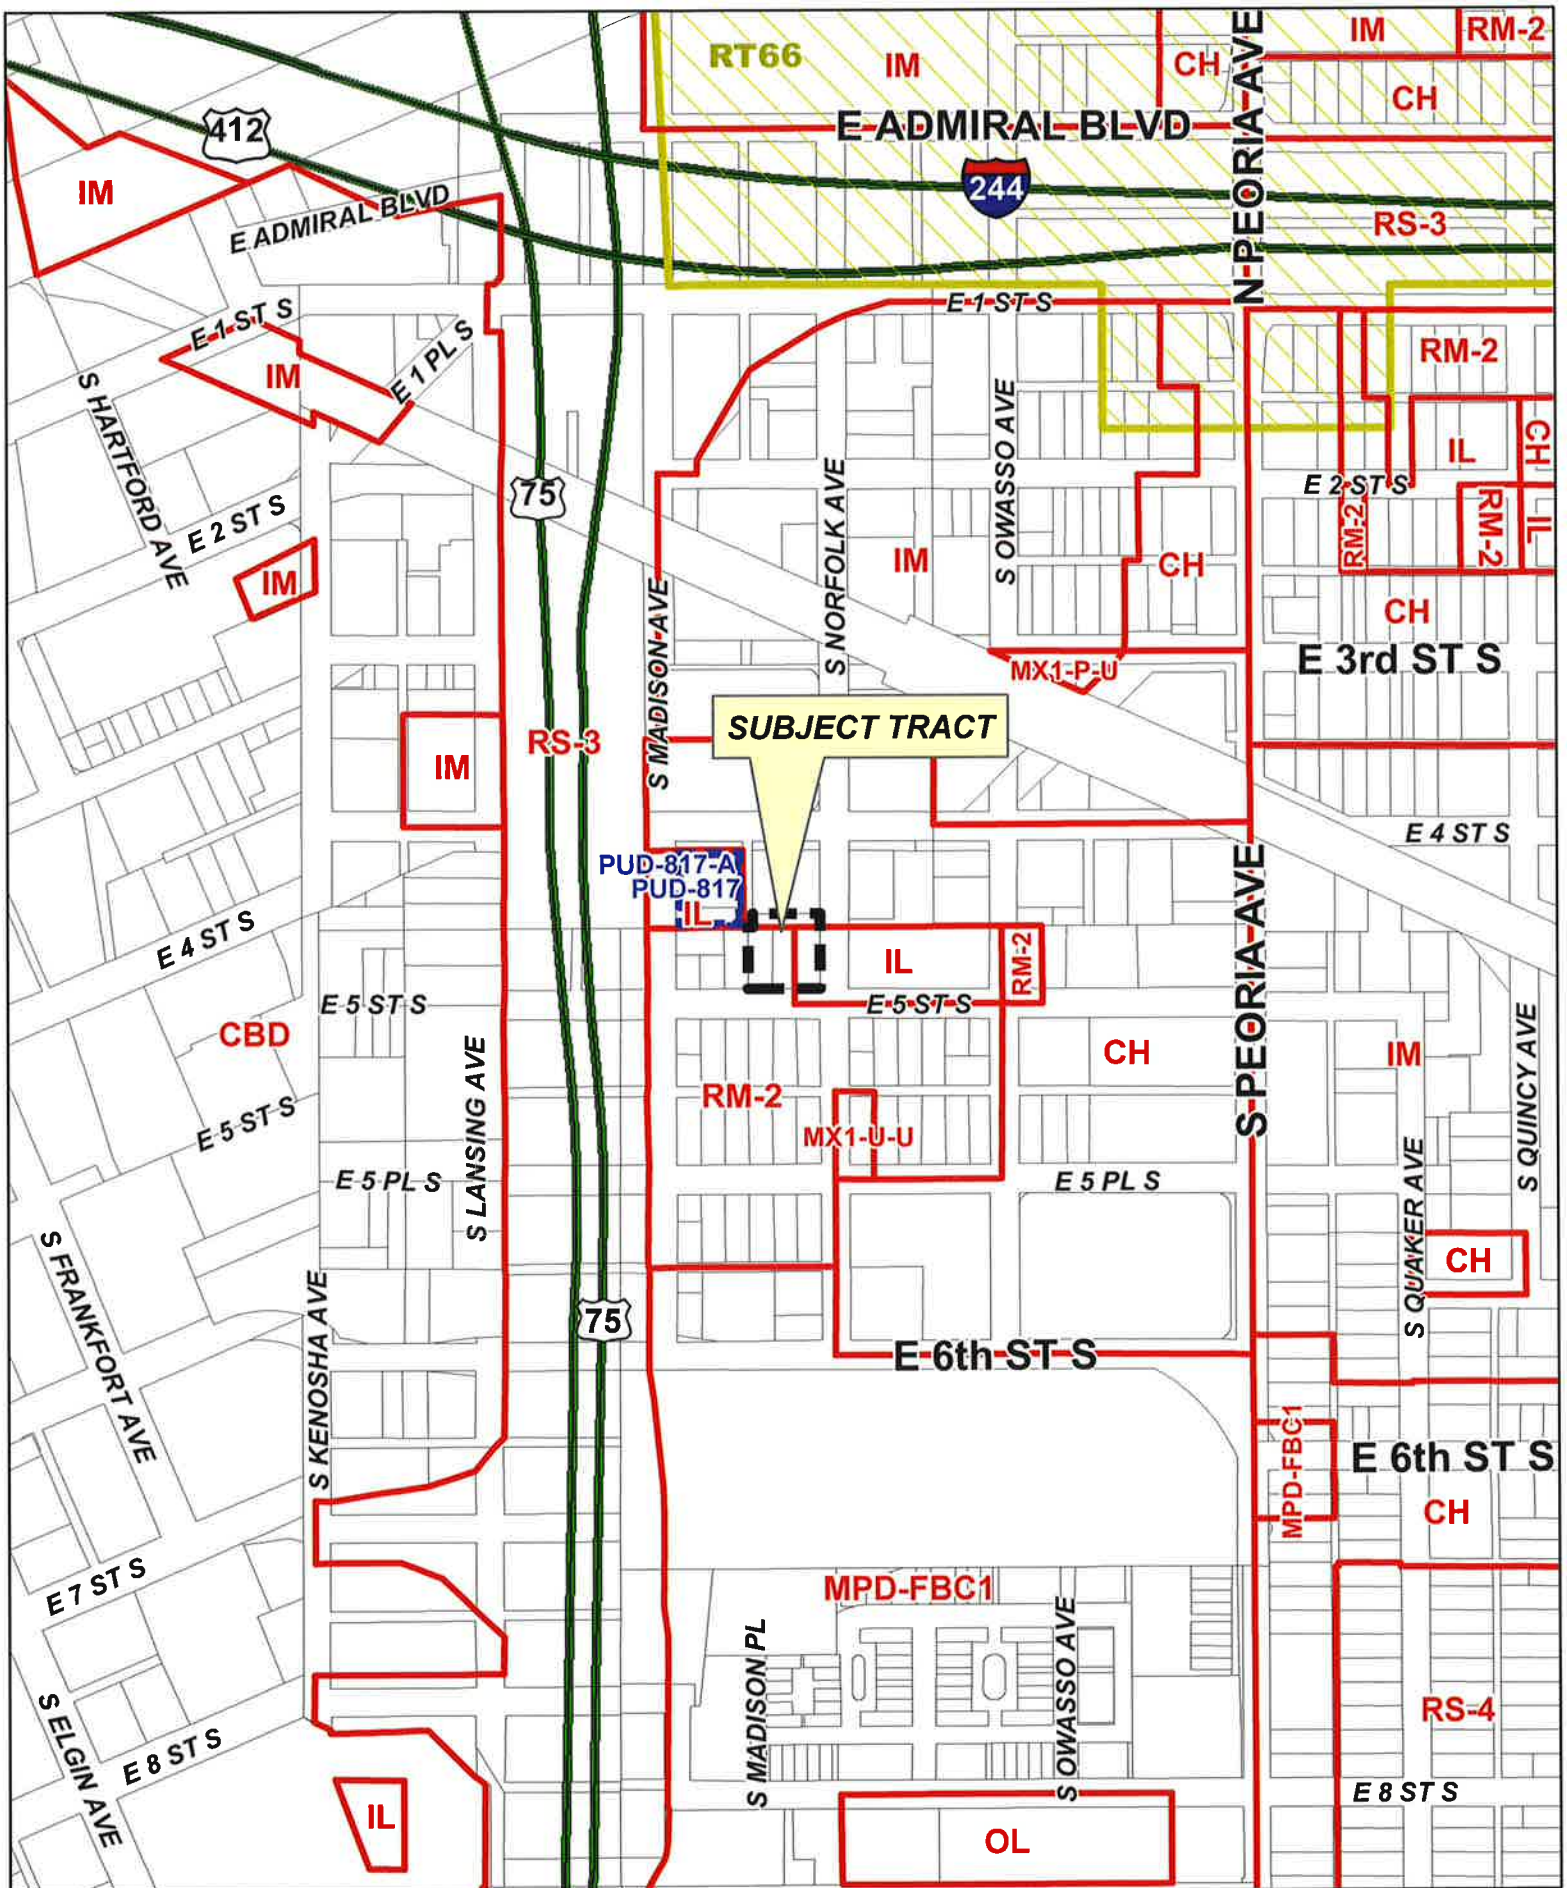 RT66
IM
CH
IM
RM-2
CH
N PEORIA AVE
E ADMIRAL BLVD
412
244
IM
E ADMIRAL BLVD
RS-3
E 1 ST S
E 1 ST S
E 1 PL S
IM
RM-2
S HARTFORD AVE
S OWASSO AVE
IL
CH
75
E 2 ST S
E 2 ST S
RM-2
RM-2
IL
S NORFOLK AVE
IM
IM
CH
CH
S MADISON AVE
MX1-P-U
E 3rd ST S
SUBJECT TRACT
RS-3
IM
E 4 ST S
PUD-817-A
PUD-817
IL
S PEORIA AVE
E 4 ST S
IL
RM-2
E 5 ST S
E 5 ST S
CBD
S LANSING AVE
CH
IM
S QUINCY AVE
RM-2
E 5 ST S
MX1-U-U
E 5 PL S
E 5 PL S
S QUAKER AVE
CH
S FRANKFORT AVE
S KENOSHA AVE
75
E 6th ST S
MPD-FBC1
E 6th ST S
CH
E 7 ST S
MPD-FBC1
S MADISON PL
S OWASSO AVE
RS-4
S ELGIN AVE
E 8 ST S
E 8 ST S
IL
OL